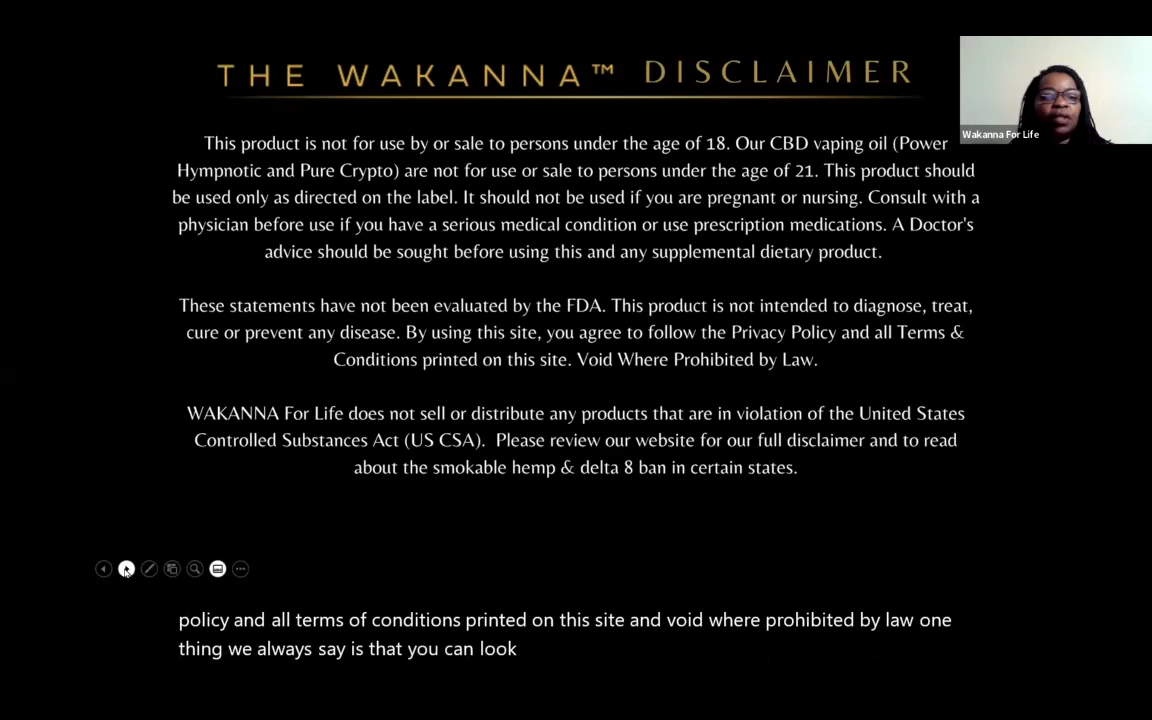 THE WAKANNA™ DISCLAIMER
Wakanna For Life
This product is not for use by or sale to persons under the age of 18. Our CBD vaping oil (Power
Hympnotic and Pure Crypto) are not for use or sale to persons under the age of 21. This product should
be used only as directed on the label. It should not be used if you are pregnant or nursing. Consult with a
physician before use if you have a serious medical condition or use prescription medications. A Doctor's
advice should be sought before using this and any supplemental dietary product.
These statements have not been evaluated by the FDA. This product is not intended to diagnose, treat,
cure or prevent any disease. By using this site, you agree to follow the Privacy Policy and all Terms &
Conditions printed on this site. Void Where Prohibited by Law.
WAKANNA For Life does not sell or distribute any products that are in violation of the United States
Controlled Substances Act (US CSA). Please review our website for our full disclaimer and to read
about the smokable hemp & delta 8 ban in certain states.
policy and all terms of conditions printed on this site and void where prohibited by law one
thing we always say is that you can look